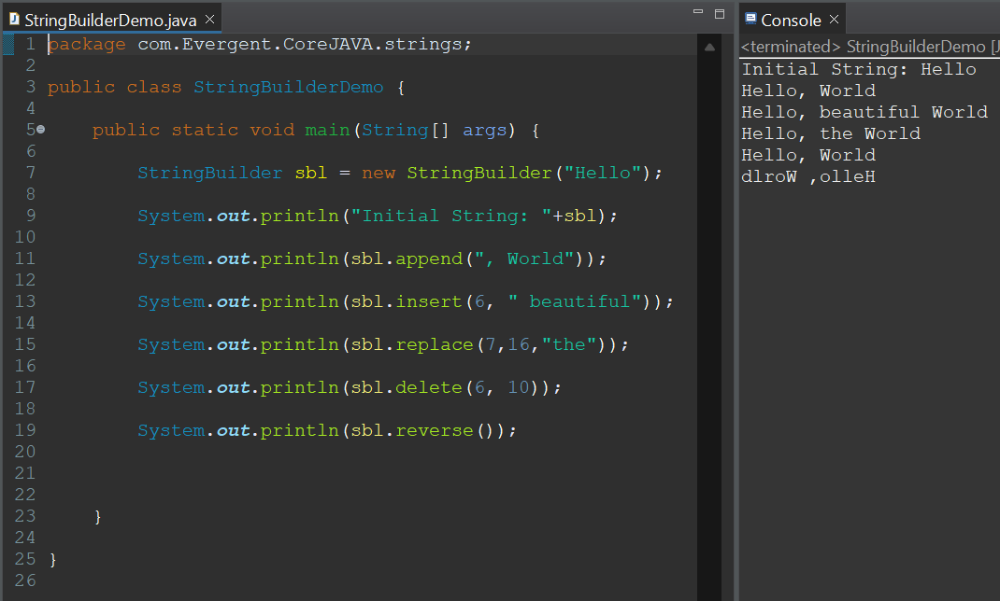 StringBuilderDemo.java
1 package com.Evergent.CoreJAVA.strings;
2
3 public class StringBuilderDemo {
4
5 public static void main(String[] args) {
6
7 StringBuilder sbl = new StringBuilder("Hello");
8
9 System.out.println("Initial String: "+sbl);
10
11 System.out.println(sbl.append(", World"));
12
13 System.out.println(sbl.insert(6, " beautiful"));
14
15 System.out.println(sbl.replace(7,16,"the"));
16
17 System.out.println(sbl.delete(6, 10));
18
19 System.out.println(sbl.reverse());
20
21
22
23 }
24
25 }
26
Console
<terminated> StringBuilderDemo [J
Initial String: Hello
Hello, World
Hello, beautiful World
Hello, the World
Hello, World
dlroW ,olleH